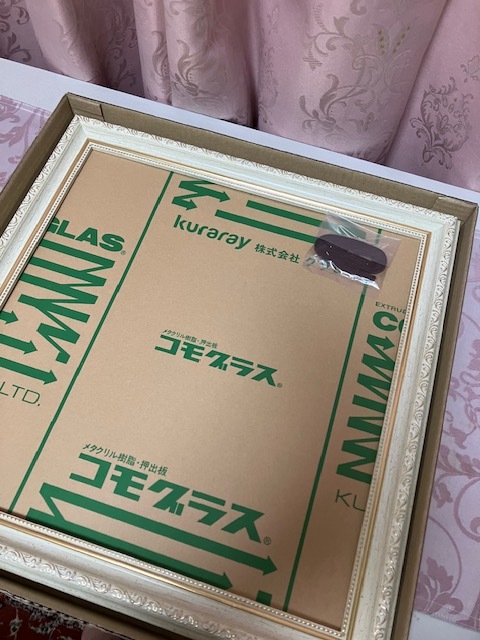 GLAS®
LTD.
kuraray 株式会社ク
メタクリル樹脂・押出板
コモグラス®
メタクリル樹脂・押出板
コモグラス®
EXTRU
CO
KU